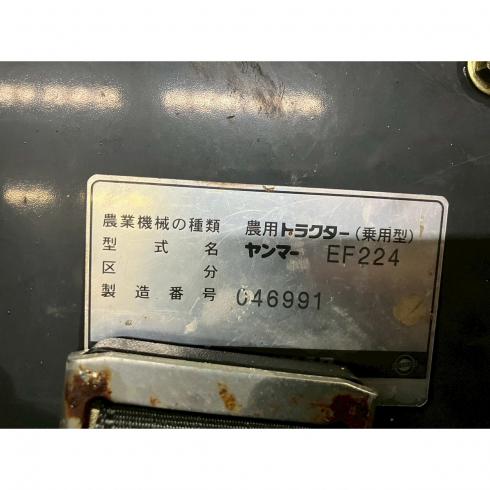 農業機械の種類 農用トラクター(乗用型)
型式名 ヤンマー EF224
区分
製造番号 046991